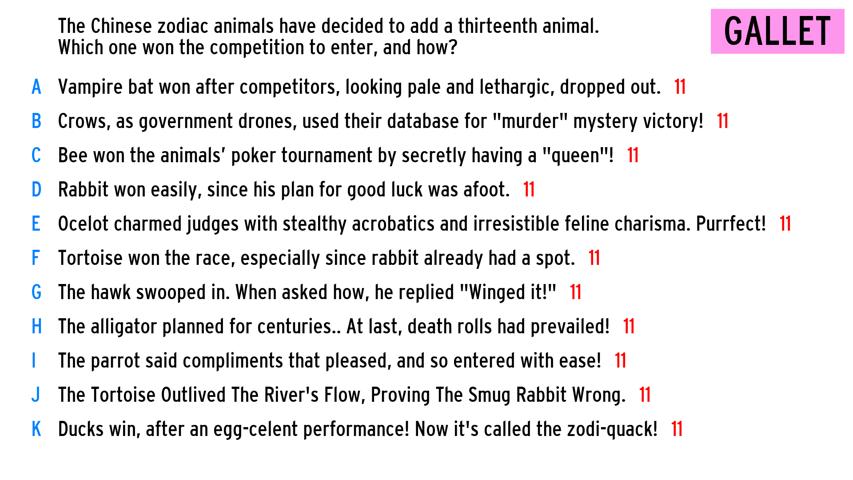 The Chinese zodiac animals have decided to add a thirteenth animal.
Which one won the competition to enter, and how?
GALLET
A Vampire bat won after competitors, looking pale and lethargic, dropped out. 11
B Crows, as government drones, used their database for "murder" mystery victory! 11
C Bee won the animals’ poker tournament by secretly having a "queen"! 11
D Rabbit won easily, since his plan for good luck was afoot. 11
E Ocelot charmed judges with stealthy acrobatics and irresistible feline charisma. Purrfect! 11
F Tortoise won the race, especially since rabbit already had a spot. 11
G The hawk swooped in. When asked how, he replied "Winged it!" 11
H The alligator planned for centuries.. At last, death rolls had prevailed! 11
I The parrot said compliments that pleased, and so entered with ease! 11
J The Tortoise Outlived The River's Flow, Proving The Smug Rabbit Wrong. 11
K Ducks win, after an egg-celent performance! Now it's called the zodi-quack! 11